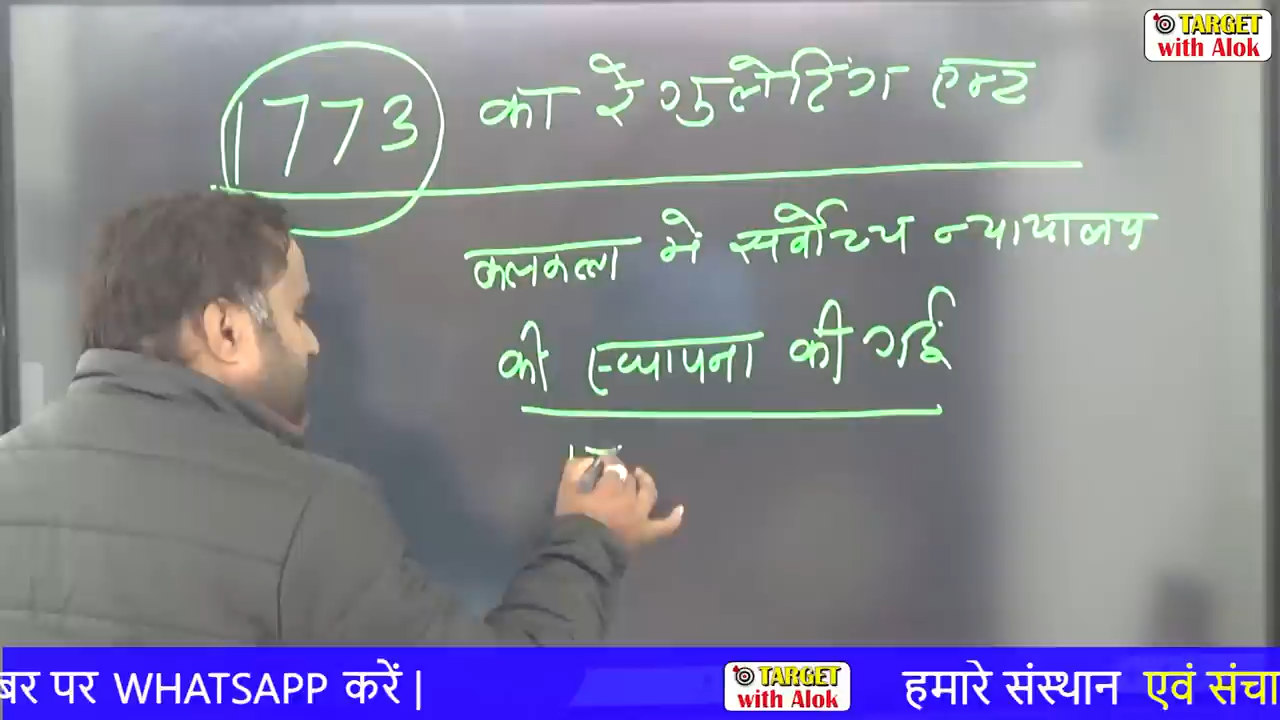 TARGET
with Alok
1773 का रेगुलेटिंग एक्ट
कलकत्ता में सर्वोच्च न्यायालय
की स्थापना की गई
17
बर पर WHATSAPP करें |
TARGET
with Alok
हमारे संस्थान एवं संचा